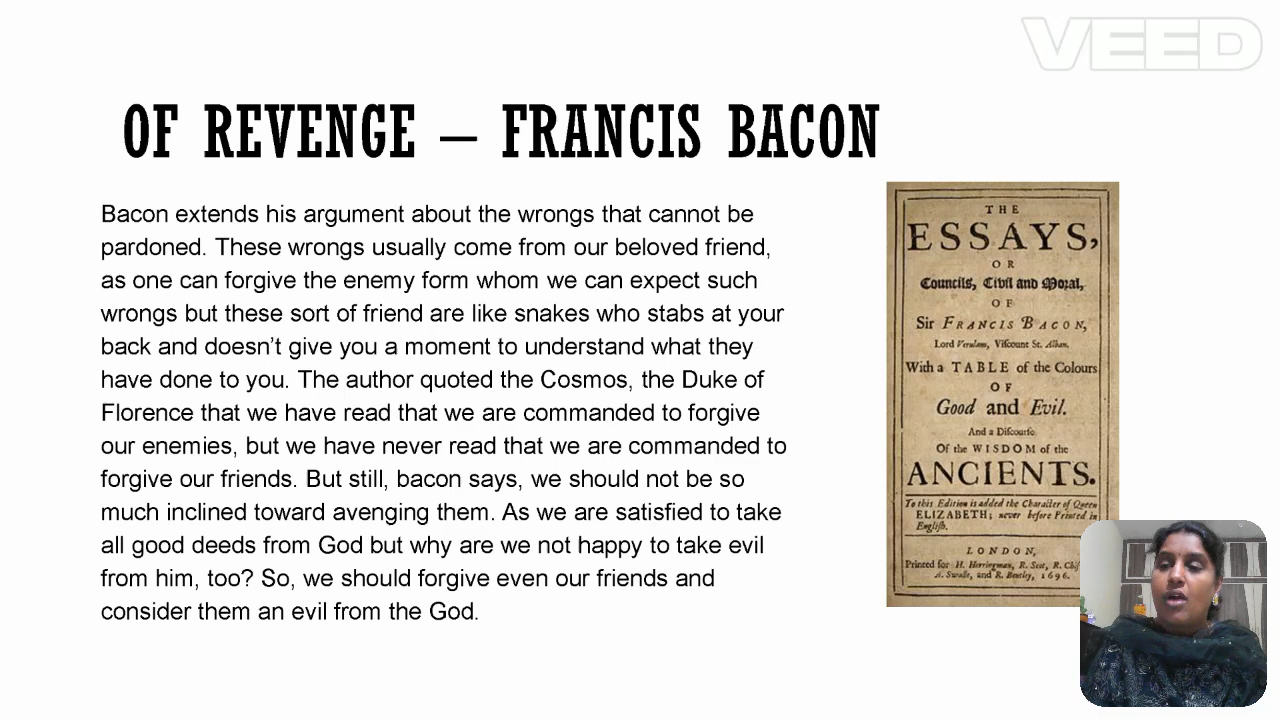 VEED
OF REVENGE – FRANCIS BACON
Bacon extends his argument about the wrongs that cannot be
pardoned. These wrongs usually come from our beloved friend,
as one can forgive the enemy form whom we can expect such
wrongs but these sort of friend are like snakes who stabs at your
back and doesn’t give you a moment to understand what they
have done to you. The author quoted the Cosmos, the Duke of
Florence that we have read that we are commanded to forgive
our enemies, but we have never read that we are commanded to
forgive our friends. But still, bacon says, we should not be so
much inclined toward avenging them. As we are satisfied to take
all good deeds from God but why are we not happy to take evil
from him, too? So, we should forgive even our friends and
consider them an evil from the God.
THE
ESSAYS,
OR
Councils, Civil and Moral,
OF
Sir FRANCIS BACON,
Lord Verulam, Viſcount St. Alban.
With a TABLE of the Colours
OF
Good and Evil.
And a Diſcourſe
Of the WISDOM of the
ANCIENTS.
To this Edition is added the Character of Queen
ELIZABETH; never before Printed in
Engliſh.
LONDON,
Printed for H. Herringman, R. Scot, R. Chiſ
A. Swalle, and R. Bentley, 1696.